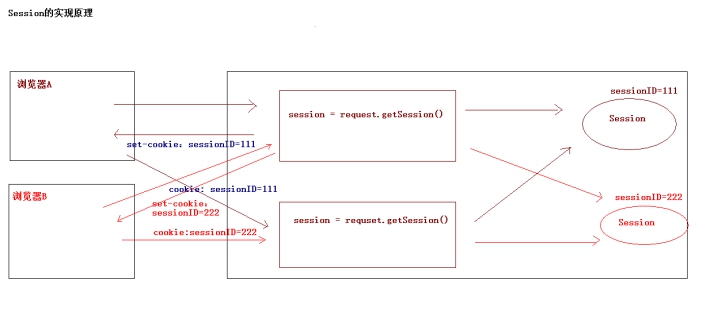 Session的实现原理
浏览器A
sessionID=111
session = request.getSession()
Session
set-cookie：sessionID=111
cookie：sessionID=111
浏览器B
set-cookie：
sessionID=222
sessionID=222
session = requset.getSession()
Session
cookie:sessionID=222